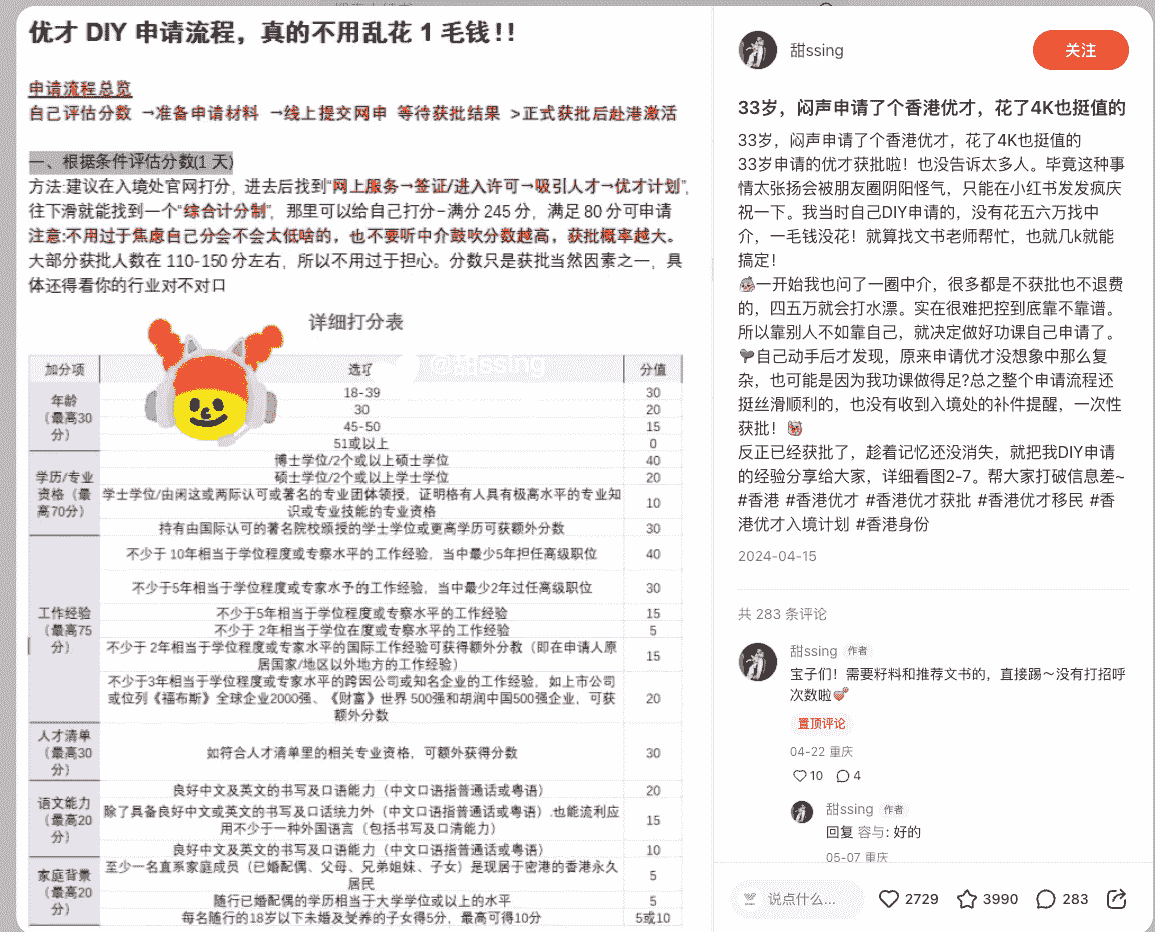 优才 DIY 申请流程，真的不用乱花 1 毛钱！！
申请流程总览
自己评估分数 →准备申请材料 →线上提交网申 等待获批结果 >正式获批后赴港激活
一、根据条件评估分数(1 天)
方法:建议在入境处官网打分，进去后找到“网上服务→签证/进入许可→吸引人才→优才计划”，
往下滑就能找到一个“综合计分制”，那里可以给自己打分-满分 245 分，满足 80 分可申请
注意:不用过于焦虑自己分会不会太低啥的，也不要听中介鼓吹分数越高，获批概率越大。
大部分获批人数在 110-150 分左右，所以不用过于担心。分数只是获批当然因素之一，具
体还得看你的行业对不对口
详细打分表
@甜ssing
加分项 选项 分值
年龄
（最高30
分）
18-39 30
30 20
45-50 15
51或以上 0
学历/专业
资格（最
高70分）
博士学位/2个或以上硕士学位 40
硕士学位/2个或以上学士学位 20
学士学位/由闲这或两际认可或著名的专业团体领授，证明格有人具有极高水平的专业知
识或专业技能的专业资格 10
持有由国际认可的著名院校颁授的学士学位或更高学历可获额外分数 30
工作经验
（最高75
分）
不少于 10年相当于学位程度或专察水平的工作经验，当中最少5年担任高级职位 40
不少于5年相当于学位程度或专家水予的工作经验，当中最少2年过任高级职位 30
不少于5年相当于学位程度或专察水平的工作经验 15
不少于 2年相当于学位在度或专察水平的工作经验 5
不少于 2年相当于学位程度或专家水平的国际工作经验可获得额外分数（即在申请人原
居国家/地区以外地方的工作经验） 15
不少于3年相当于学位程度或专家水平的跨因公司或知名企业的工作经验，如上市公司
或位列《福布斯》全球企业2000强、《财富》世界 500强和胡润中国500强企业，可获
额外分数 20
人才清单
（最高30
分）
如符合人才清单里的相关专业资格，可额外获得分数 30
语文能力
（最高20
分）
良好中文及英文的书写及口语能力（中文口语指普通话或粤语） 20
除了具备良好中文或英文的书写及口话统力外（中文口语指普通话或粤语）.也能流利应
用不少于一种外国语言（包括书写及口清能力） 15
良好中文及英文的书写及口语能力（中文口语指普通话或粤语） 10
家庭背景
（最高20
分）
至少一名直系家庭成员（已婚配偶、父母、兄弟姐妹、子女）是现居于密港的香港永久
居民 5
随行已婚配偶的学历相当于大学学位或以上的水平 5
每名随行的18岁以下未婚及受养的子女得5分，最高可得10分 5或10
甜ssing
关注
33岁，闷声申请了个香港优才，花了4K也挺值的
33岁，闷声申请了个香港优才，花了4K也挺值的
33岁申请的优才获批啦！也没告诉太多人。毕竟这种事
情太张扬会被朋友圈阴阳怪气，只能在小红书发发疯庆
祝一下。我当时自己DIY申请的，没有花五六万找中
介，一毛钱没花！就算找文书老师帮忙，也就几k就能
搞定！
一开始我也问了一圈中介，很多都是不获批也不退费
的，四五万就会打水漂。实在很难把控到底靠不靠谱。
所以靠别人不如靠自己，就决定做好功课自己申请了。
自己动手后才发现，原来申请优才没想象中那么复
杂，也可能是因为我功课做得足?总之整个申请流程还
挺丝滑顺利的，也没有收到入境处的补件提醒，一次性
获批！
反正已经获批了，趁着记忆还没消失，就把我DIY申请
的经验分享给大家，详细看图2-7。帮大家打破信息差~
#香港 #香港优才 #香港优才获批 #香港优才移民 #香
港优才入境计划 #香港身份
2024-04-15
共 283 条评论
甜ssing 作者
宝子们！需要籽料和推荐文书的，直接踢～没有打招呼
次数啦
置顶评论
04-22 重庆
10 4
甜ssing 作者
回复 容与: 好的
05-07 重庆
说点什么... 2729 3990 283